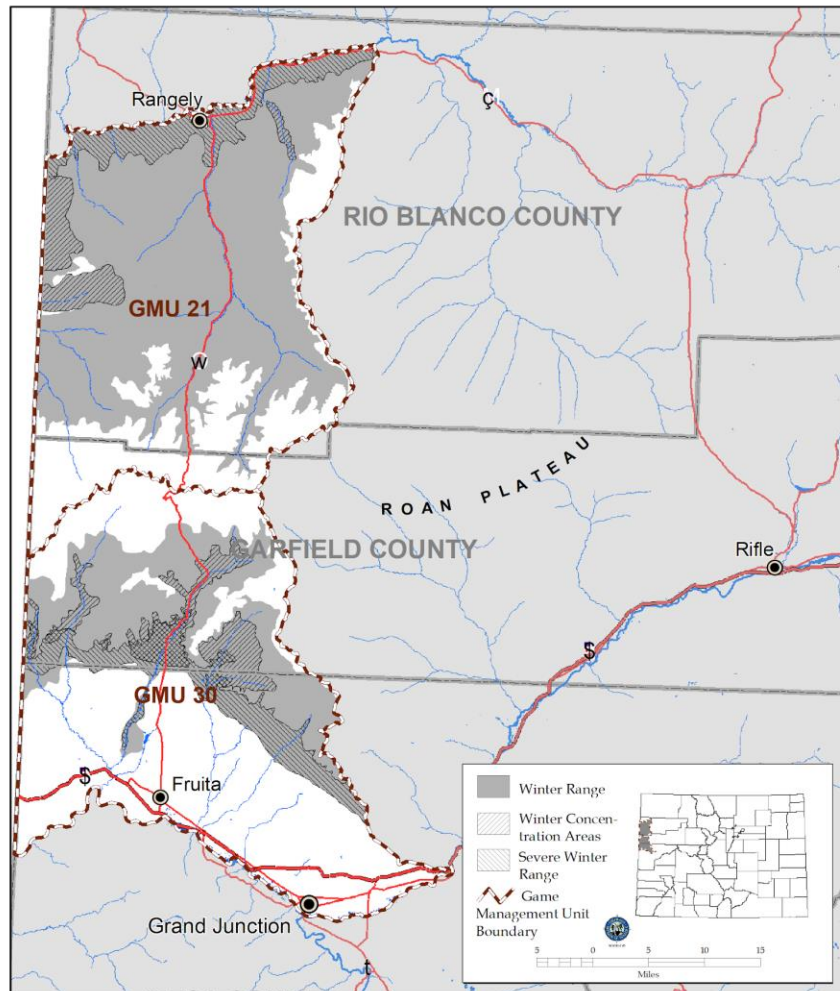 Rangely
ç
RIO BLANCO COUNTY
GMU 21
W
ROAN PLATEAU
GARFIELD COUNTY
Rifle
$
GMU 30
$
Fruita
Grand Junction
t
Winter Range
Winter Concen-
tration Areas
Severe Winter
Range
Game
Management Unit
Boundary
5 0 5 10 15
Miles